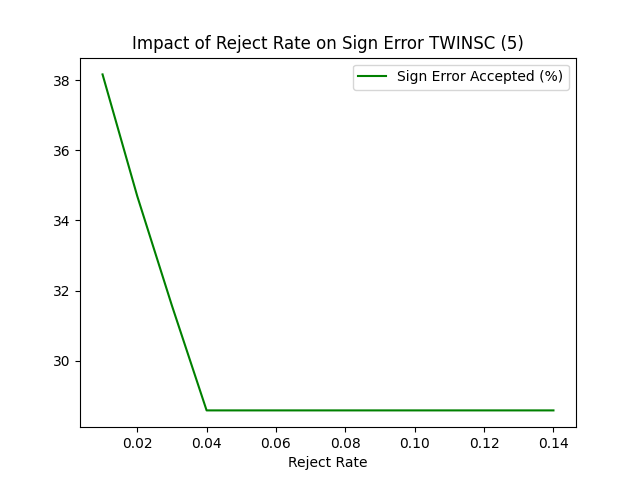 Impact of Reject Rate on Sign Error TWINSC (5)
Sign Error Accepted (%)
38
36
34
32
30
0.02 0.04 0.06 0.08 0.10 0.12 0.14
Reject Rate